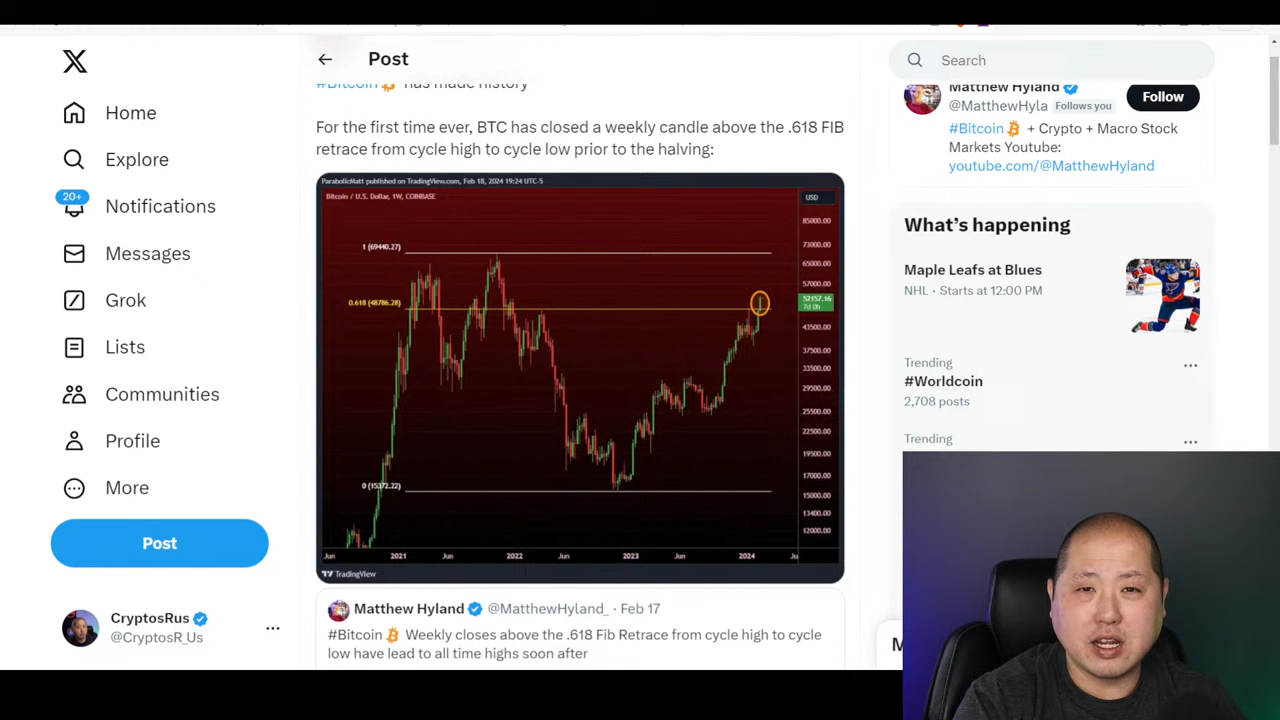 Post
Search
Home
Explore
20+
Notifications
Messages
Grok
Lists
Communities
Profile
More
Post
CryptosRus
@CryptosR_Us
#Bitcoin has made history
For the first time ever, BTC has closed a weekly candle above the .618 FIB
retrace from cycle high to cycle low prior to the halving:
ParabolicMatt published on TradingView.com, Feb 18, 2024 19:24 UTC-5
Bitcoin / U.S. Dollar, 1W, COINBASE
USD
1 (69440.27)
0.618 (48786.28)
0 (15372.22)
85000.00
73000.00
65000.00
57000.00
52157.16
7d 0h
43500.00
37500.00
33500.00
29500.00
25500.00
22500.00
19500.00
17000.00
15000.00
13400.00
12000.00
Jun
2021
Jun
2022
Jun
2023
Jun
2024
Ju
TradingView
Matthew Hyland @MatthewHyland_ · Feb 17
#Bitcoin Weekly closes above the .618 Fib Retrace from cycle high to cycle
low have lead to all time highs soon after
Matthew Hyland
@MatthewHyla Follows you
Follow
#Bitcoin + Crypto + Macro Stock
Markets Youtube:
youtube.com/@MatthewHyland
What's happening
Maple Leafs at Blues
NHL · Starts at 12:00 PM
Trending
#Worldcoin
2,708 posts
Trending
M